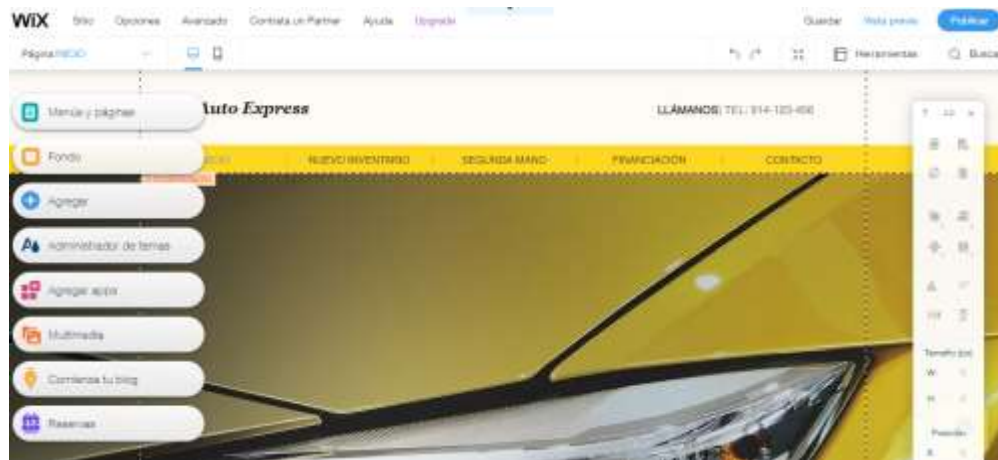 WiX Sitio Opciones Avanzado Contrata un Partner Ayuda Upgrade Guardar Vista previa Publicar
Página: INICIO Herramientas Busca
Menús y páginas
Auto Express
LLÁMANOS: TEL: 914-123-456
Fondo
INICIO NUEVO INVENTARIO SEGUNDA MANO FINANCIACIÓN CONTACTO
Agregar
Administrador de temas
Agregar apps
Multimedia
Comienza tu blog
Reservas
Tamaño (px)
W:
H:
Posición
X: